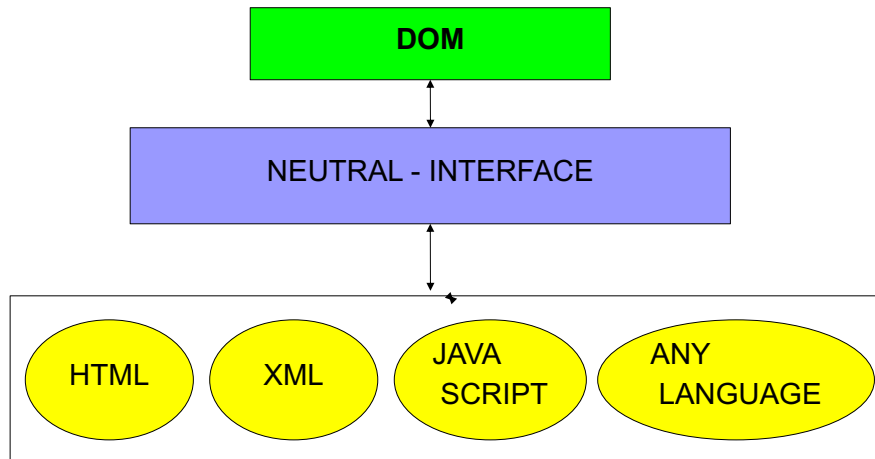 DOM
NEUTRAL - INTERFACE
HTML
XML
JAVA
SCRIPT
ANY
LANGUAGE